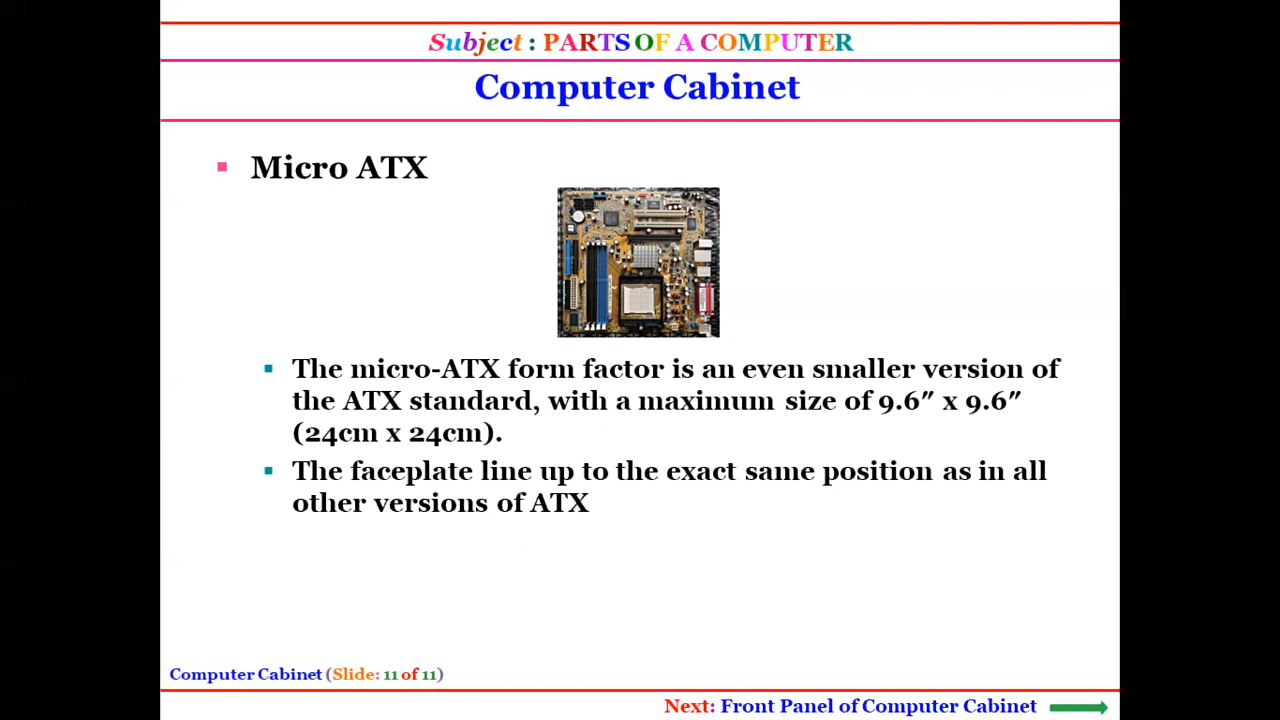 Subject : PARTS OF A COMPUTER
Computer Cabinet
Micro ATX
The micro-ATX form factor is an even smaller version of
the ATX standard, with a maximum size of 9.6″ x 9.6″
(24cm x 24cm).
The faceplate line up to the exact same position as in all
other versions of ATX
Computer Cabinet (Slide: 11 of 11)
Next: Front Panel of Computer Cabinet